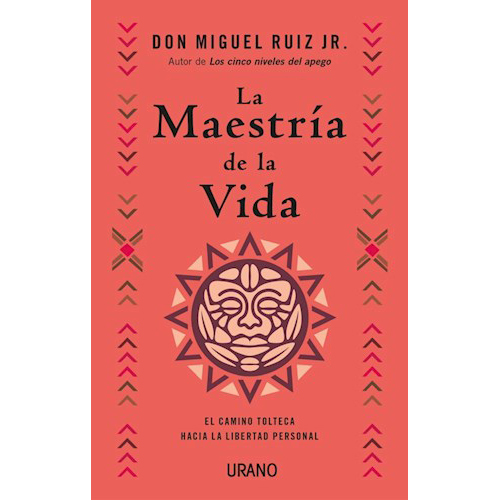 DON MIGUEL RUIZ JR.
Autor de Los cinco niveles del apego
La
Maestría
de la
Vida
EL CAMINO TOLTECA
HACIA LA LIBERTAD PERSONAL
URANO